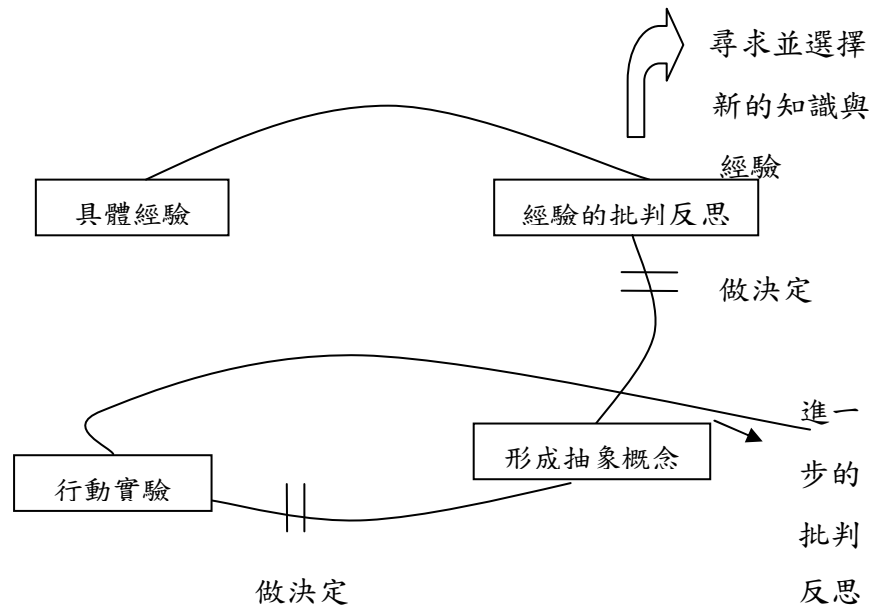 尋求並選擇
新的知識與
經驗
具體經驗
經驗的批判反思
做決定
進一
步的
批判
反思
形成抽象概念
行動實驗
做決定